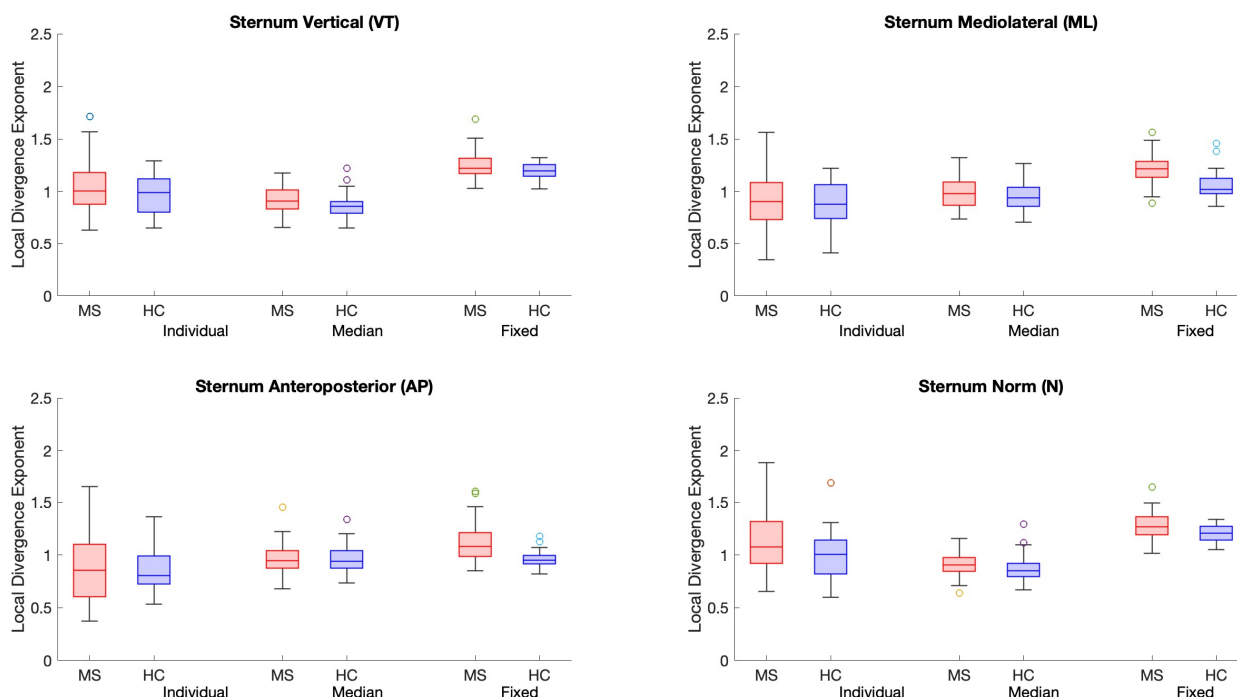 Sternum Vertical (VT)
2.5
2
1.5
1
0.5
0
Local Divergence Exponent
MS HC MS HC MS HC
Individual Median Fixed
Sternum Mediolateral (ML)
2.5
2
1.5
1
0.5
0
Local Divergence Exponent
MS HC MS HC MS HC
Individual Median Fixed
Sternum Anteroposterior (AP)
2.5
2
1.5
1
0.5
0
Local Divergence Exponent
MS HC MS HC MS HC
Individual Median Fixed
Sternum Norm (N)
2.5
2
1.5
1
0.5
0
Local Divergence Exponent
MS HC MS HC MS HC
Individual Median Fixed